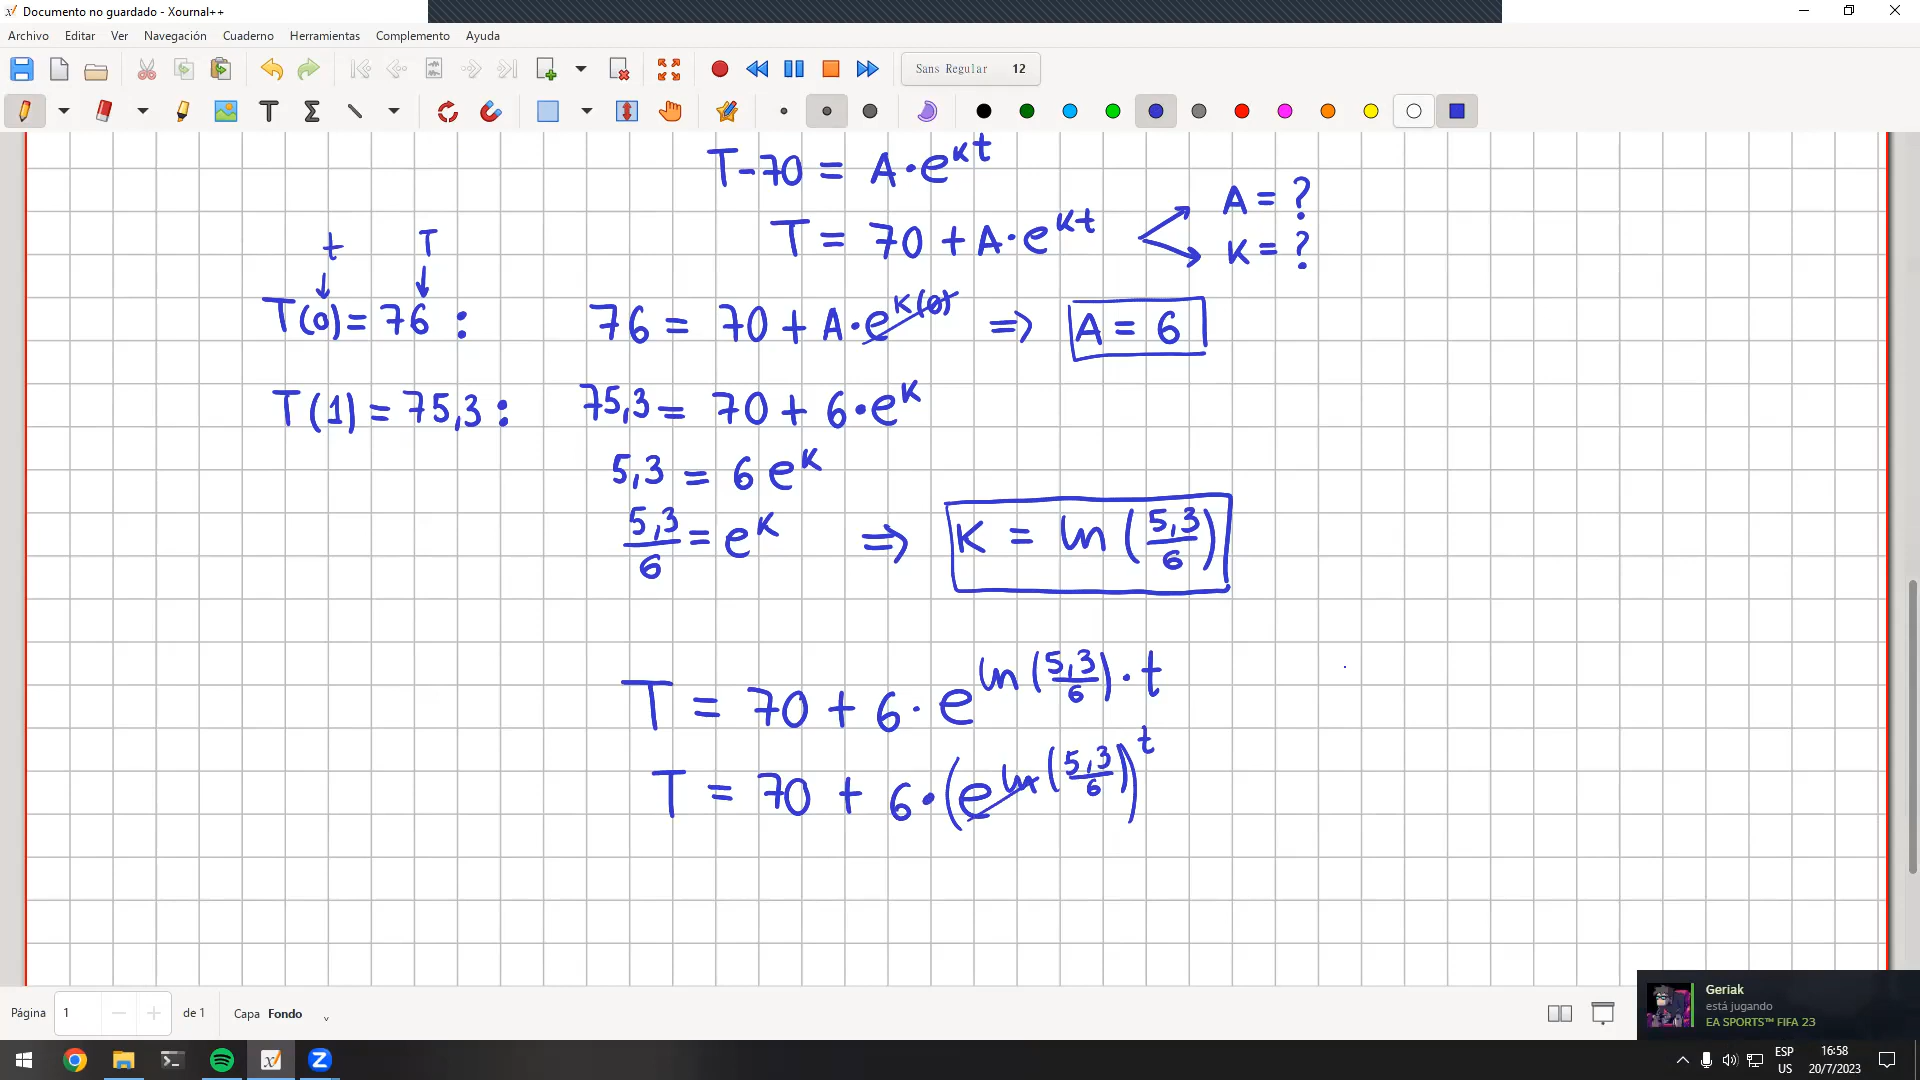 Documento no guardado - Xournal++
Archivo Editar Ver Navegación Cuaderno Herramientas Complemento Ayuda
Sans Regular 12
T-70 = A·e^{kt}
T = 70 + A·e^{kt}
A = ?
K = ?
t T
T(0) = 76 : 76 = 70 + A·e^{k(0)} => A = 6
T(1) = 75,3 : 75,3 = 70 + 6·e^{k}
5,3 = 6 e^{k}
5,3/6 = e^{k} => K = ln(5,3/6)
T = 70 + 6·e^{ln(5,3/6)·t}
T = 70 + 6·(e^{ln(5,3/6)})^{t}
Página 1 de 1 Capa Fondo
Geriak
está jugando
EA SPORTS™ FIFA 23
ESP
US
16:58
20/7/2023